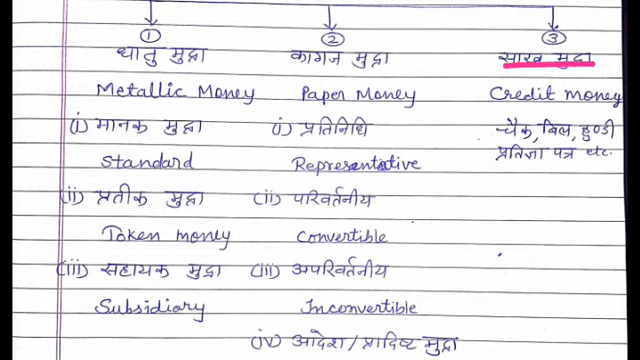 ① ② ③
धातु मुद्रा कागज मुद्रा साख मुद्रा
Metallic Money Paper Money Credit money
(i) मानक मुद्रा (i) प्रतिनिधि चैक, बिल, हुण्डी
Standard Representative प्रतिज्ञा पत्र etc.
(ii) प्रतीक मुद्रा (ii) परिवर्तनीय
Token money Convertible
(iii) सहायक मुद्रा (iii) अपरिवर्तनीय
Subsidiary Inconvertible
(iv) आदेश/प्रादिष्ट मुद्रा